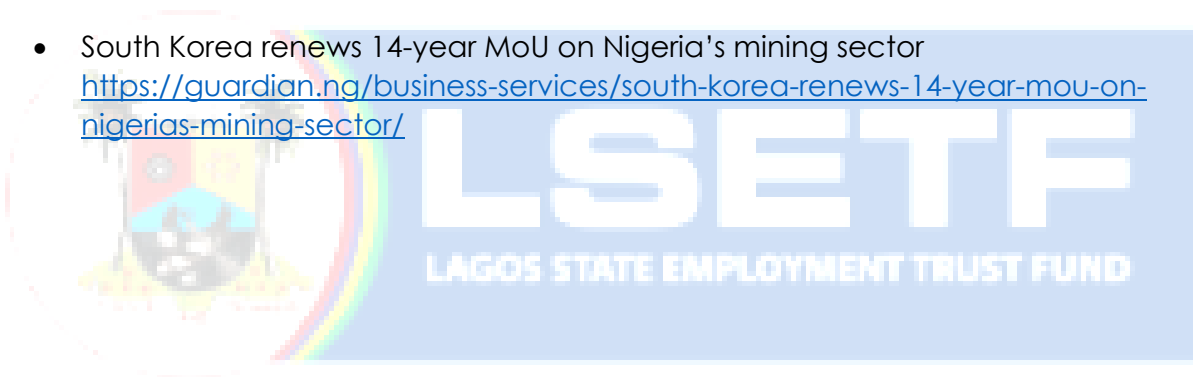 • South Korea renews 14-year MoU on Nigeria’s mining sector
https://guardian.ng/business-services/south-korea-renews-14-year-mou-on-
nigerias-mining-sector/
LSETF
LAGOS STATE EMPLOYMENT TRUST FUND